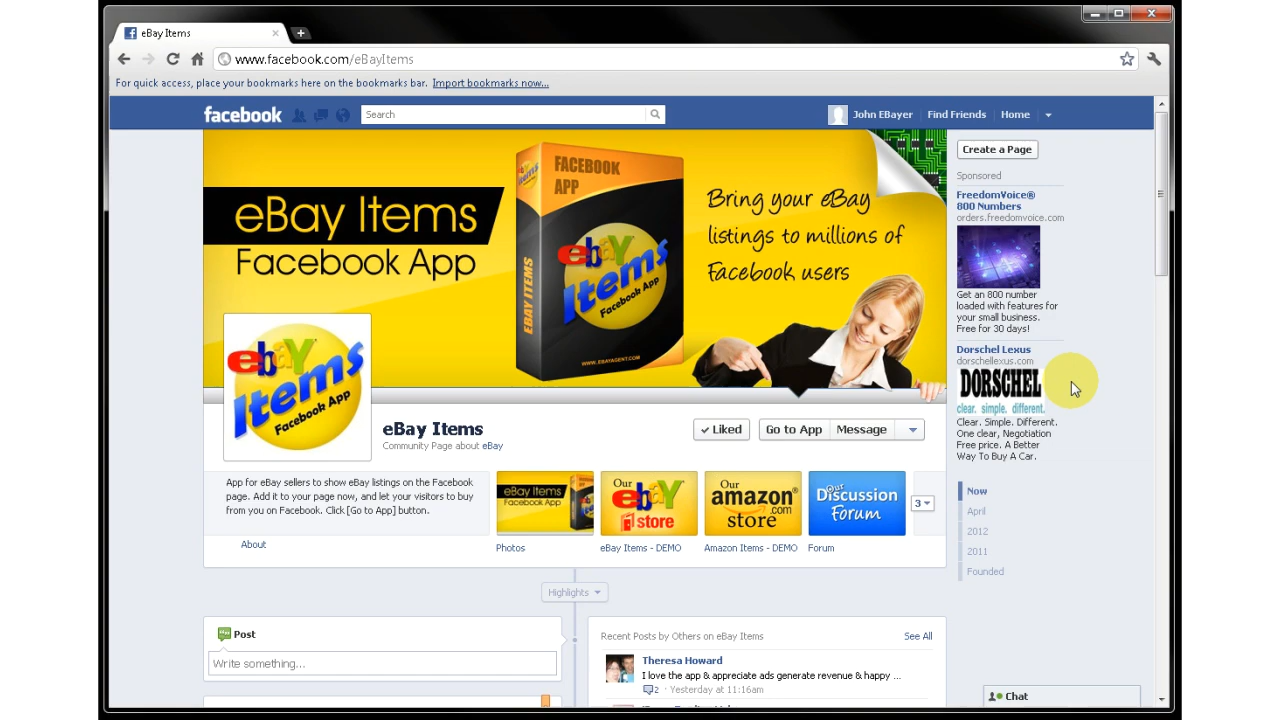 eBay Items
www.facebook.com/eBayItems
For quick access, place your bookmarks here on the bookmarks bar. Import bookmarks now...
facebook
Search
John EBayer Find Friends Home
eBay Items
Facebook App
FACEBOOK
APP
ebay
Items
Facebook App
EBAY ITEMS
WWW.EBAYAGENT.COM
Bring your eBay
listings to millions of
Facebook users
ebay
Items
Facebook App
eBay Items
Community Page about eBay
Liked Go to App Message
App for eBay sellers to show eBay listings on the Facebook
page. Add it to your page now, and let your visitors to buy
from you on Facebook. Click [Go to App] button.
About
eBay Items
Facebook App
Photos
Our
ebay
store
eBay Items - DEMO
Our
amazon
.com
store
Amazon Items - DEMO
Our
Discussion
Forum
Forum
3
Highlights
Post
Write something...
Recent Posts by Others on eBay Items See All
Theresa Howard
I love the app & appreciate ads generate revenue & happy ...
2 · Yesterday at 11:16am
Create a Page
Sponsored
FreedomVoice®
800 Numbers
orders.freedomvoice.com
Get an 800 number
loaded with features for
your small business.
Free for 30 days!
Dorschel Lexus
dorschellexus.com
DORSCHEL
clear. simple. different.
Clear. Simple. Different.
One clear, Negotiation
Free price. A Better
Way To Buy A Car.
Now
April
2012
2011
Founded
Chat